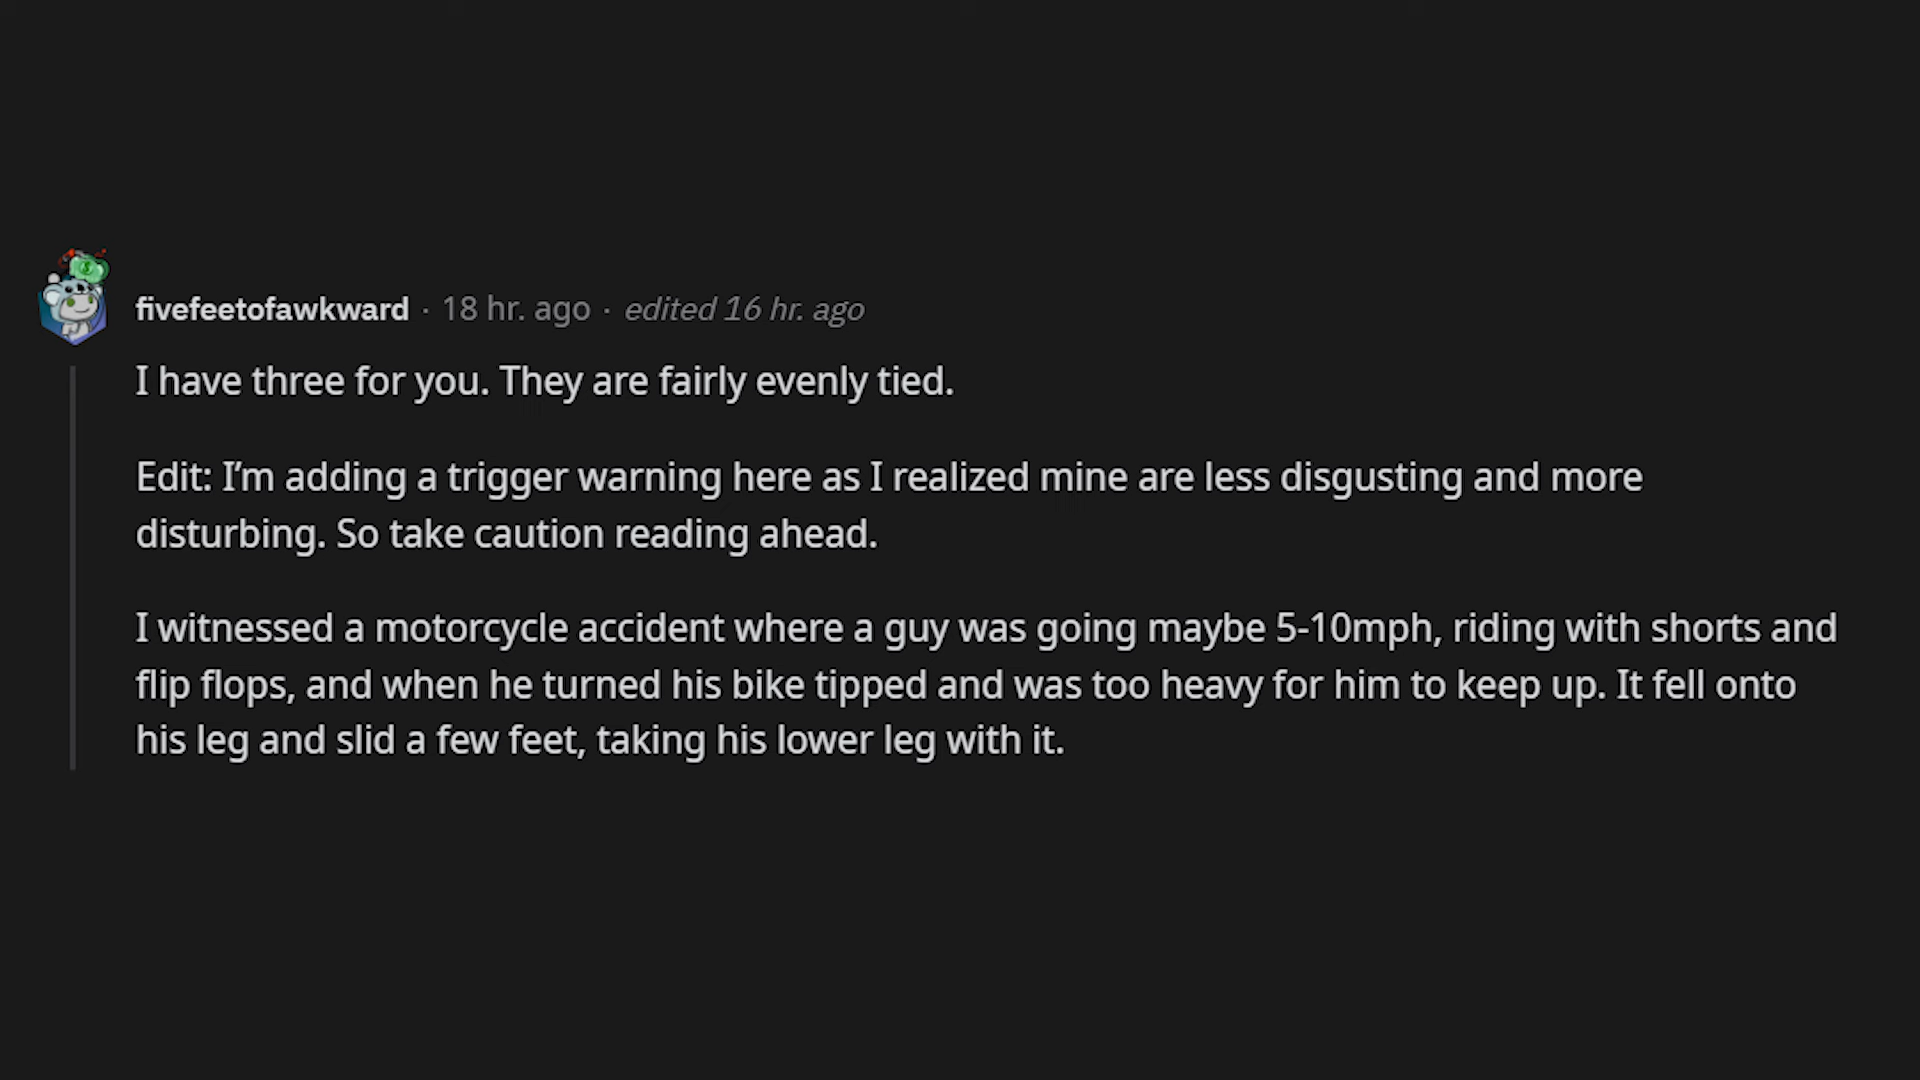 fivefeetofawkward · 18 hr. ago · edited 16 hr. ago
I have three for you. They are fairly evenly tied.
Edit: I’m adding a trigger warning here as I realized mine are less disgusting and more
disturbing. So take caution reading ahead.
I witnessed a motorcycle accident where a guy was going maybe 5-10mph, riding with shorts and
flip flops, and when he turned his bike tipped and was too heavy for him to keep up. It fell onto
his leg and slid a few feet, taking his lower leg with it.